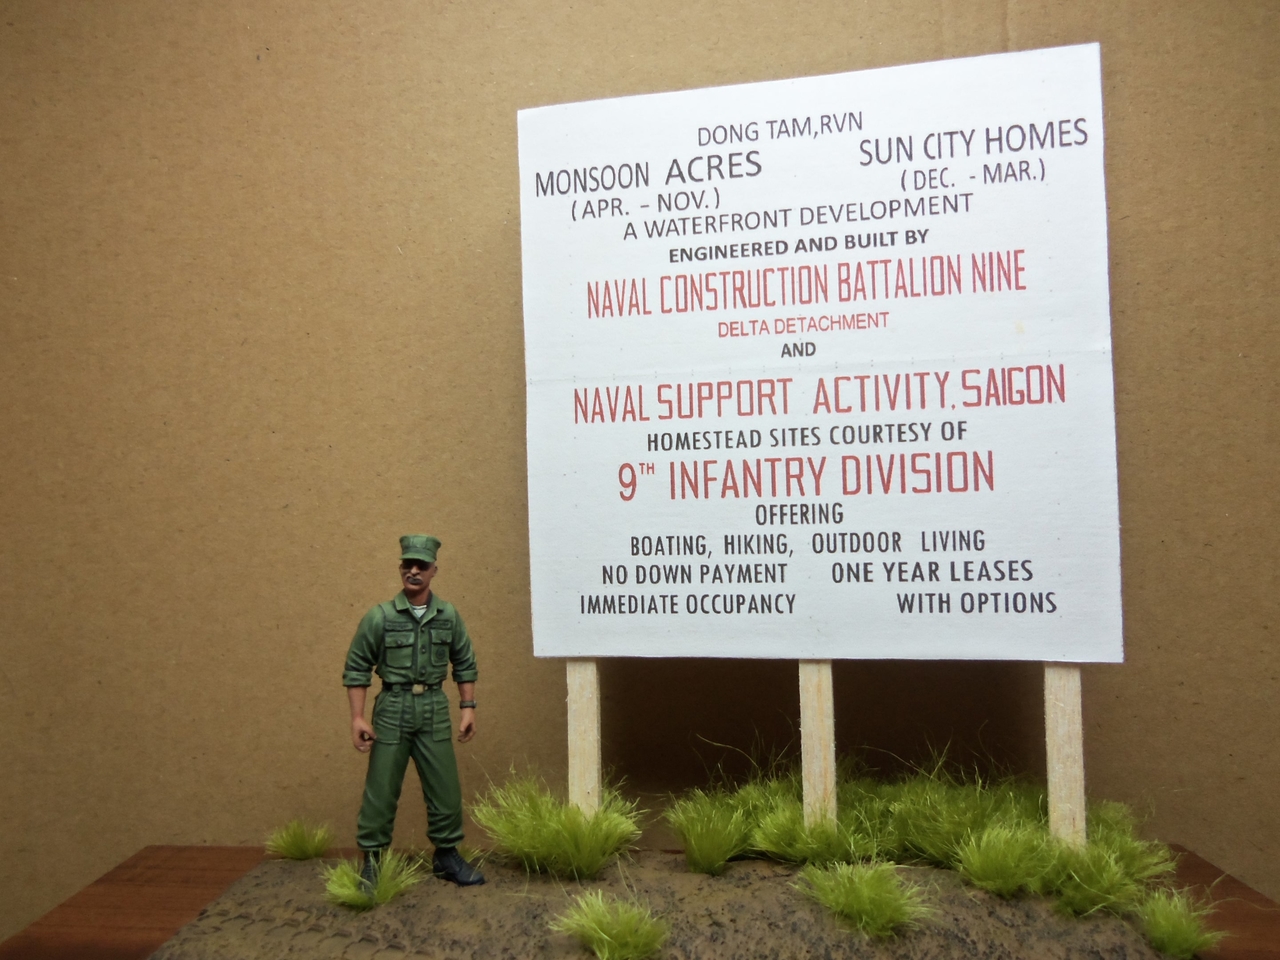 DONG TAM,RVN
MONSOON ACRES SUN CITY HOMES
(APR. - NOV.) (DEC. - MAR.)
A WATERFRONT DEVELOPMENT
ENGINEERED AND BUILT BY
NAVAL CONSTRUCTION BATTALION NINE
DELTA DETACHMENT
AND
NAVAL SUPPORT ACTIVITY, SAIGON
HOMESTEAD SITES COURTESY OF
9TH INFANTRY DIVISION
OFFERING
BOATING, HIKING, OUTDOOR LIVING
NO DOWN PAYMENT ONE YEAR LEASES
IMMEDIATE OCCUPANCY WITH OPTIONS